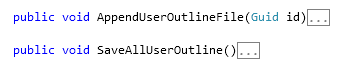 public void AppendUserOutlineFile(Guid id)...
public void SaveAllUserOutline()...